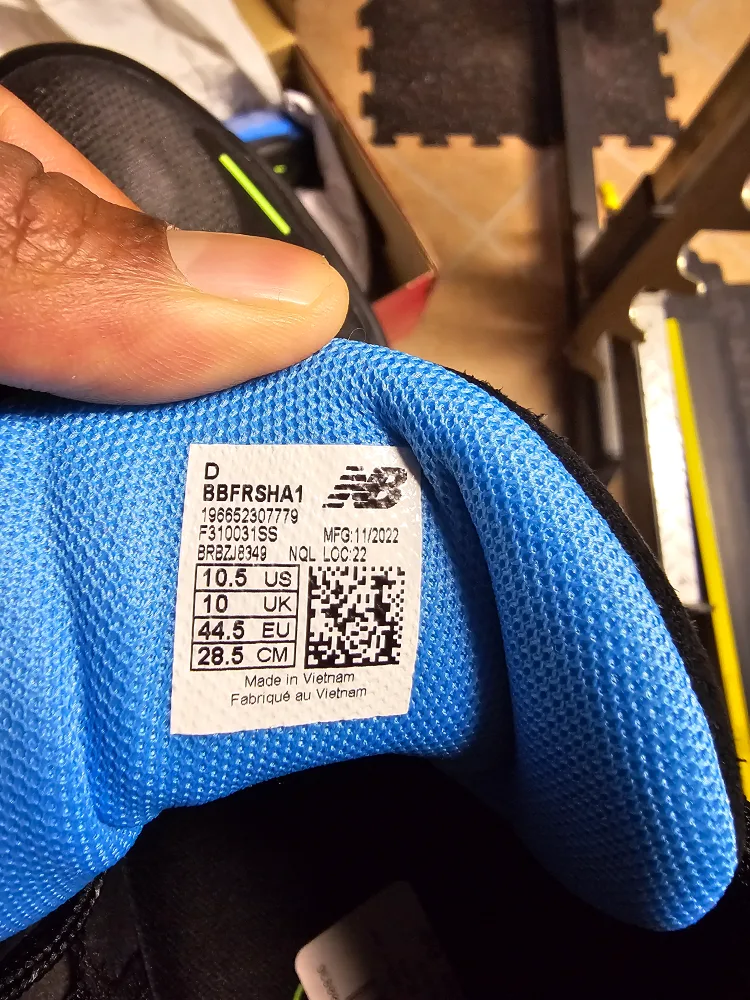 D
BBFRSHA1
NB
196652307779
F310031SS MFG:11/2022
BRBZJ8349 NQL LOC:22
10.5 US
10 UK
44.5 EU
28.5 CM
Made in Vietnam
Fabriqué au Vietnam